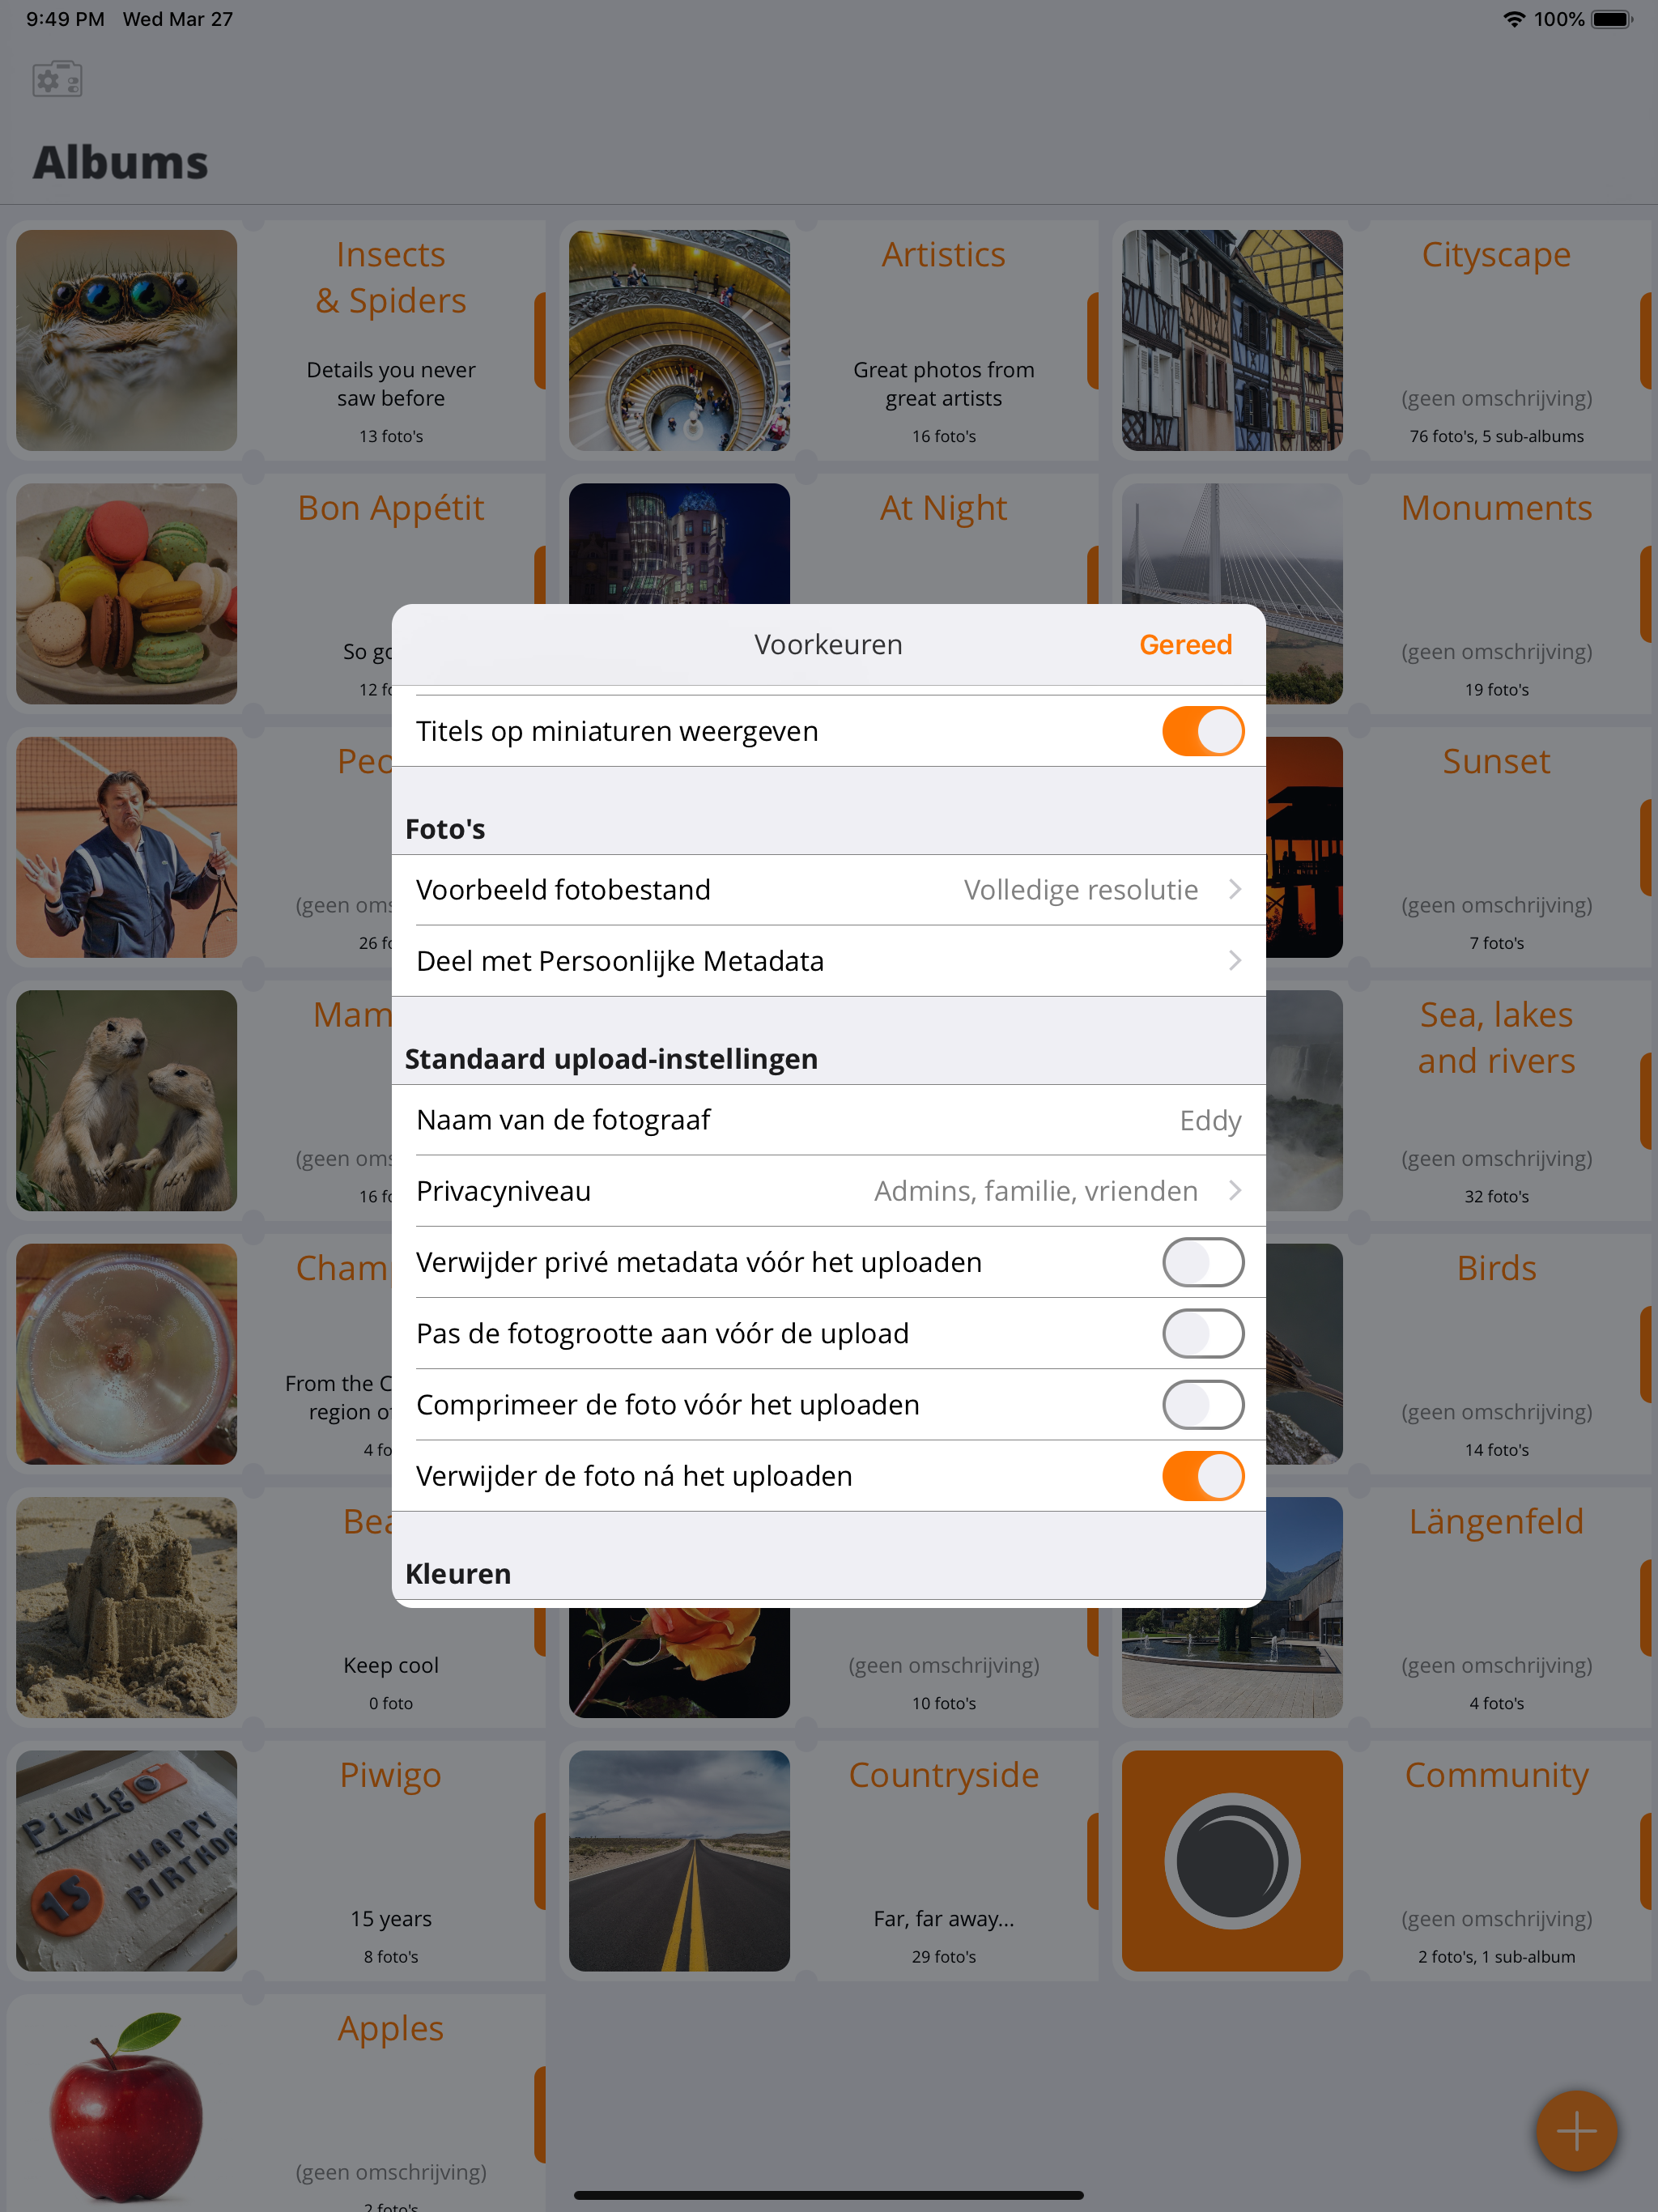 9:49 PM Wed Mar 27
100%
Albums
Insects
& Spiders
Details you never
saw before
13 foto's
Artistics
Great photos from
great artists
16 foto's
Cityscape
(geen omschrijving)
76 foto's, 5 sub-albums
Bon Appétit
So go
12 fo
At Night
Monuments
(geen omschrijving)
19 foto's
Voorkeuren
Gereed
Titels op miniaturen weergeven
Foto's
Voorbeeld fotobestand
Volledige resolutie
Deel met Persoonlijke Metadata
Standaard upload-instellingen
Naam van de fotograaf
Eddy
Privacyniveau
Admins, familie, vrienden
Verwijder privé metadata vóór het uploaden
Pas de fotogrootte aan vóór de upload
Comprimeer de foto vóór het uploaden
Verwijder de foto ná het uploaden
Kleuren
Peo
(geen oms
26 fo
Sunset
(geen omschrijving)
7 foto's
Mam
(geen oms
16 fo
Sea, lakes
and rivers
(geen omschrijving)
32 foto's
Cham
From the C
region of
4 fo
Birds
(geen omschrijving)
14 foto's
Bea
Keep cool
0 foto
(geen omschrijving)
10 foto's
Längenfeld
(geen omschrijving)
4 foto's
Piwigo
HAPPY
BIRTHDA
15
Piwigo
15 years
8 foto's
Countryside
Far, far away...
29 foto's
Community
(geen omschrijving)
2 foto's, 1 sub-album
Apples
(geen omschrijving)
2 foto's